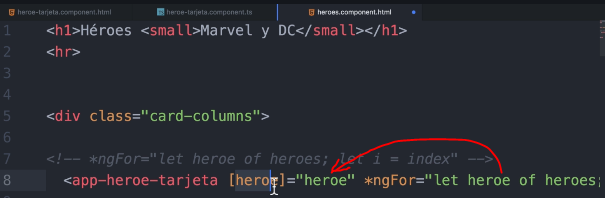 heroe-tarjeta.component.html heroe-tarjeta.component.ts heroes.component.html
1 <h1>Héroes <small>Marvel y DC</small></h1>
2 <hr>
3
4
5 <div class="card-columns">
6
7 <!-- *ngFor="let heroe of heroes; let i = index" -->
8 <app-heroe-tarjeta [heroe]="heroe" *ngFor="let heroe of heroes;